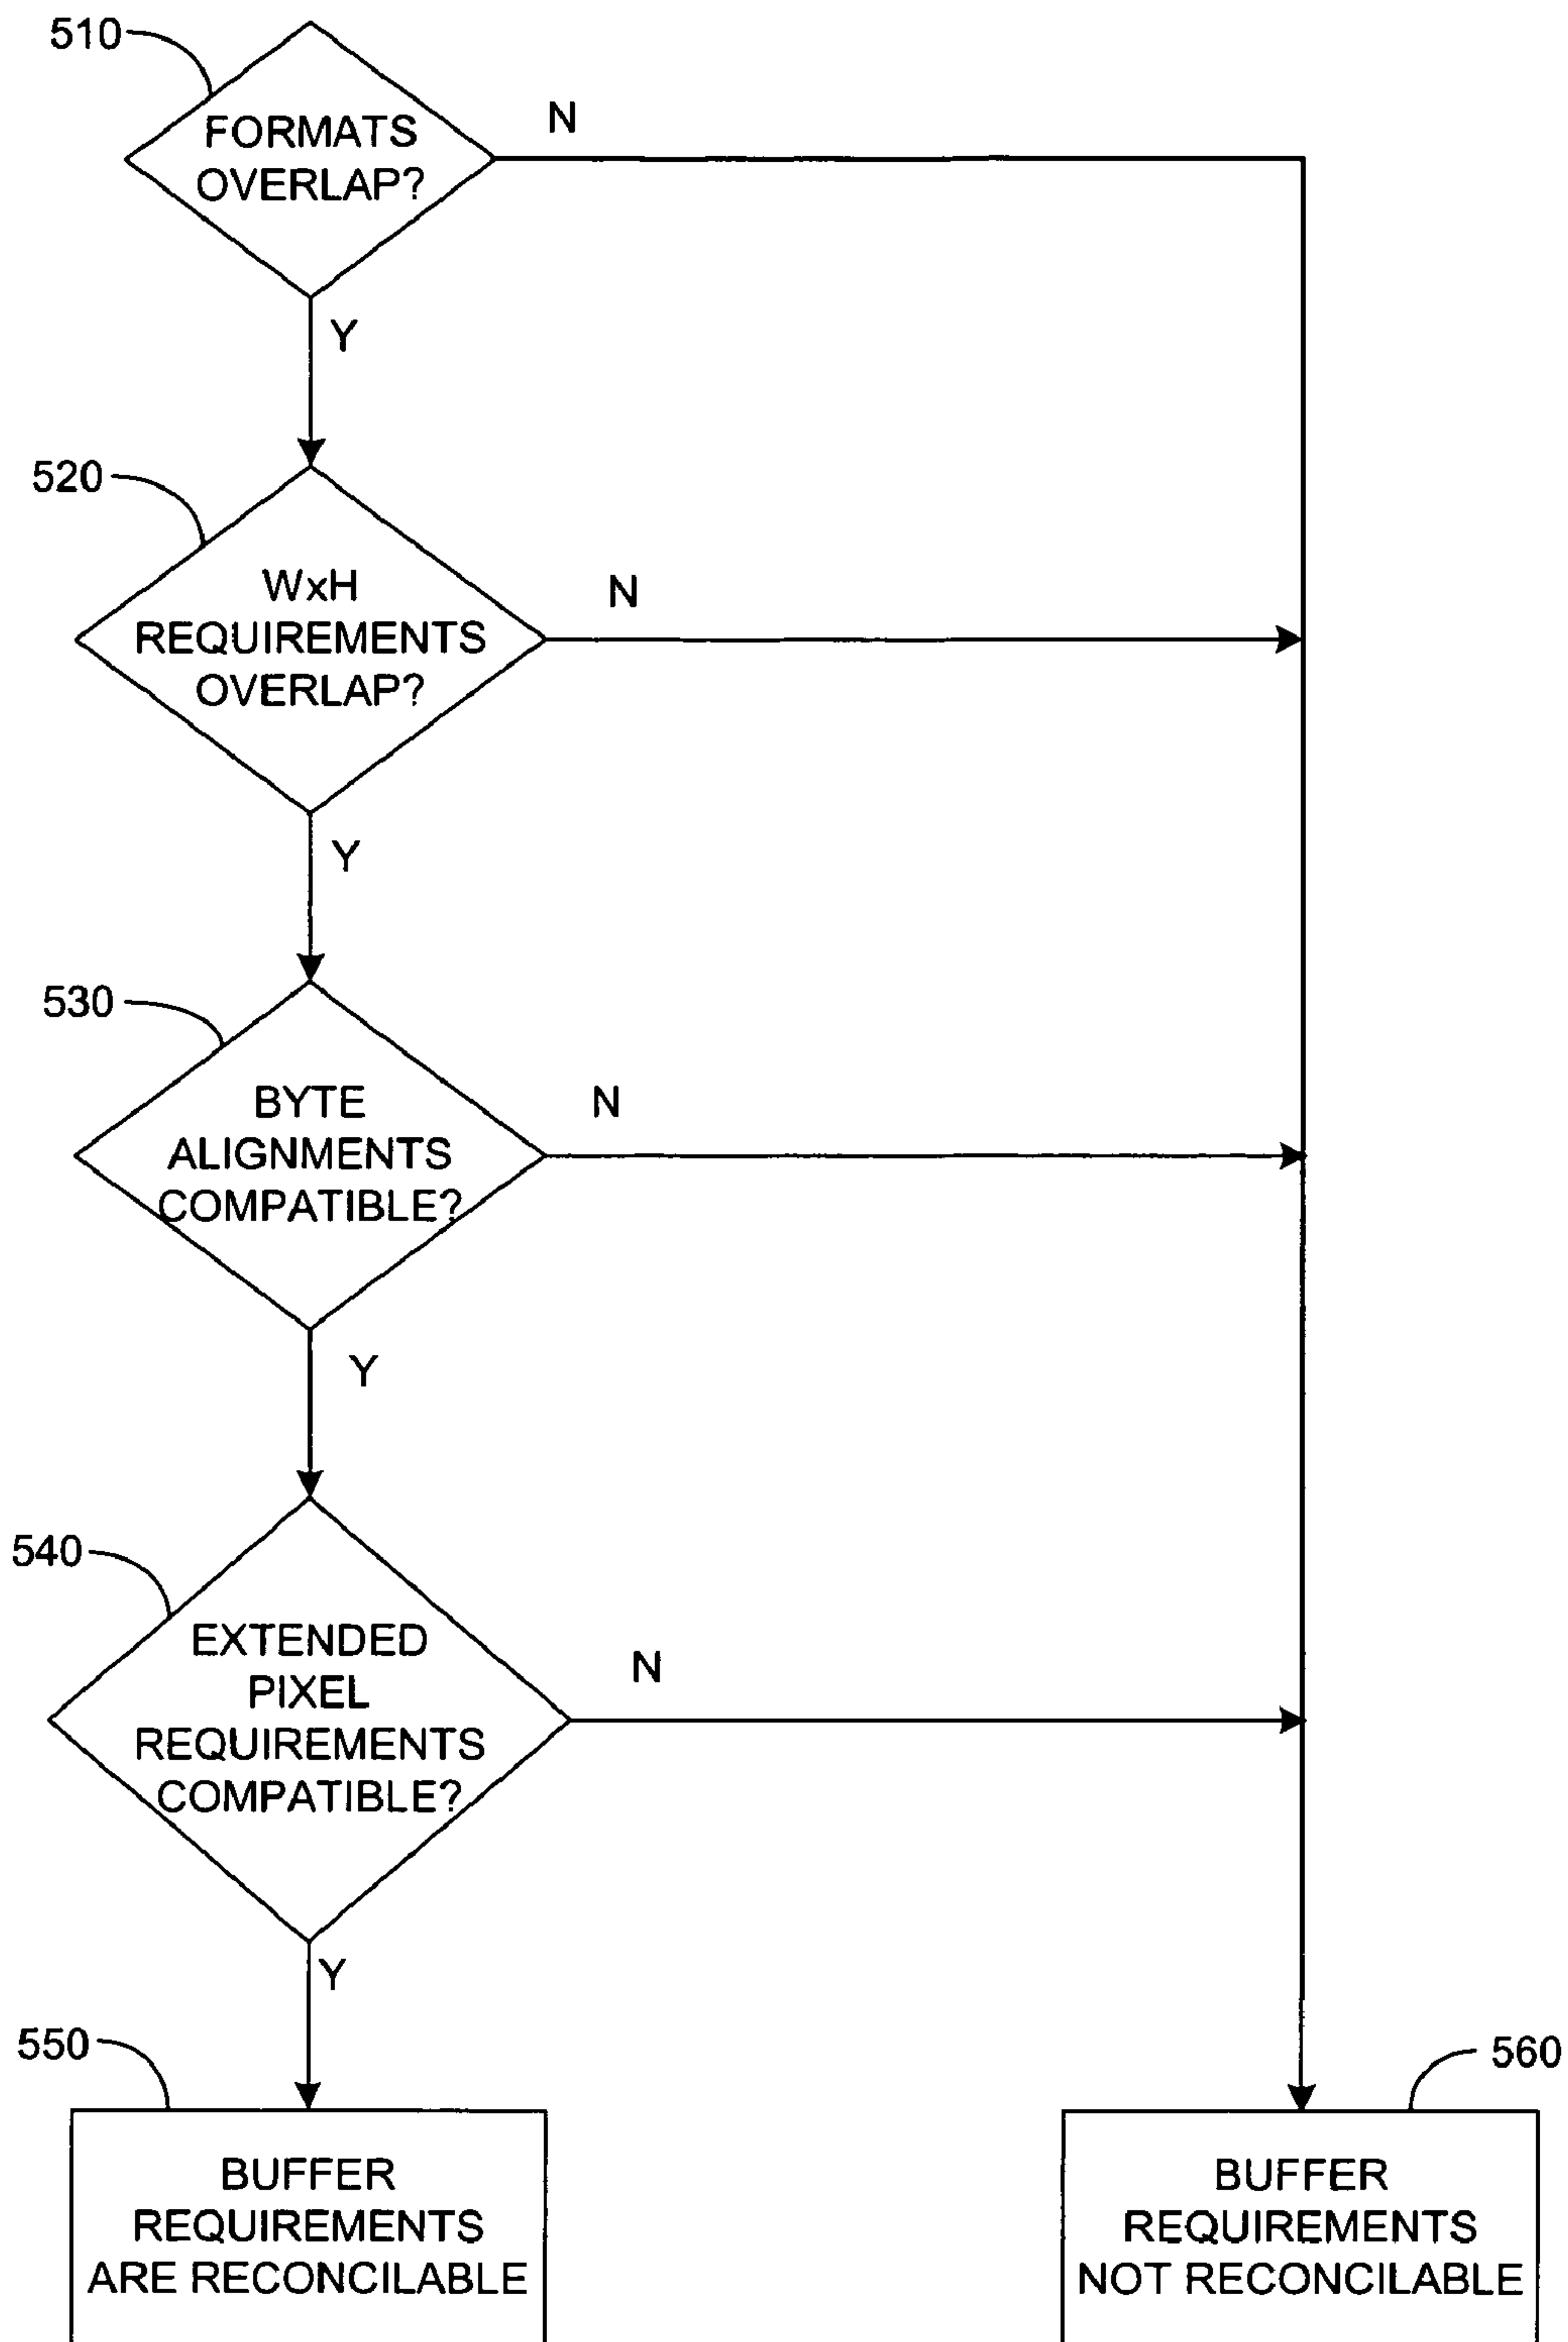 510
FORMATS
OVERLAP?
N
Y
520
WxH
REQUIREMENTS
OVERLAP?
N
Y
530
BYTE
ALIGNMENTS
COMPATIBLE?
N
Y
540
EXTENDED
PIXEL
REQUIREMENTS
COMPATIBLE?
N
Y
550
BUFFER
REQUIREMENTS
ARE RECONCILABLE
560
BUFFER
REQUIREMENTS
NOT RECONCILABLE